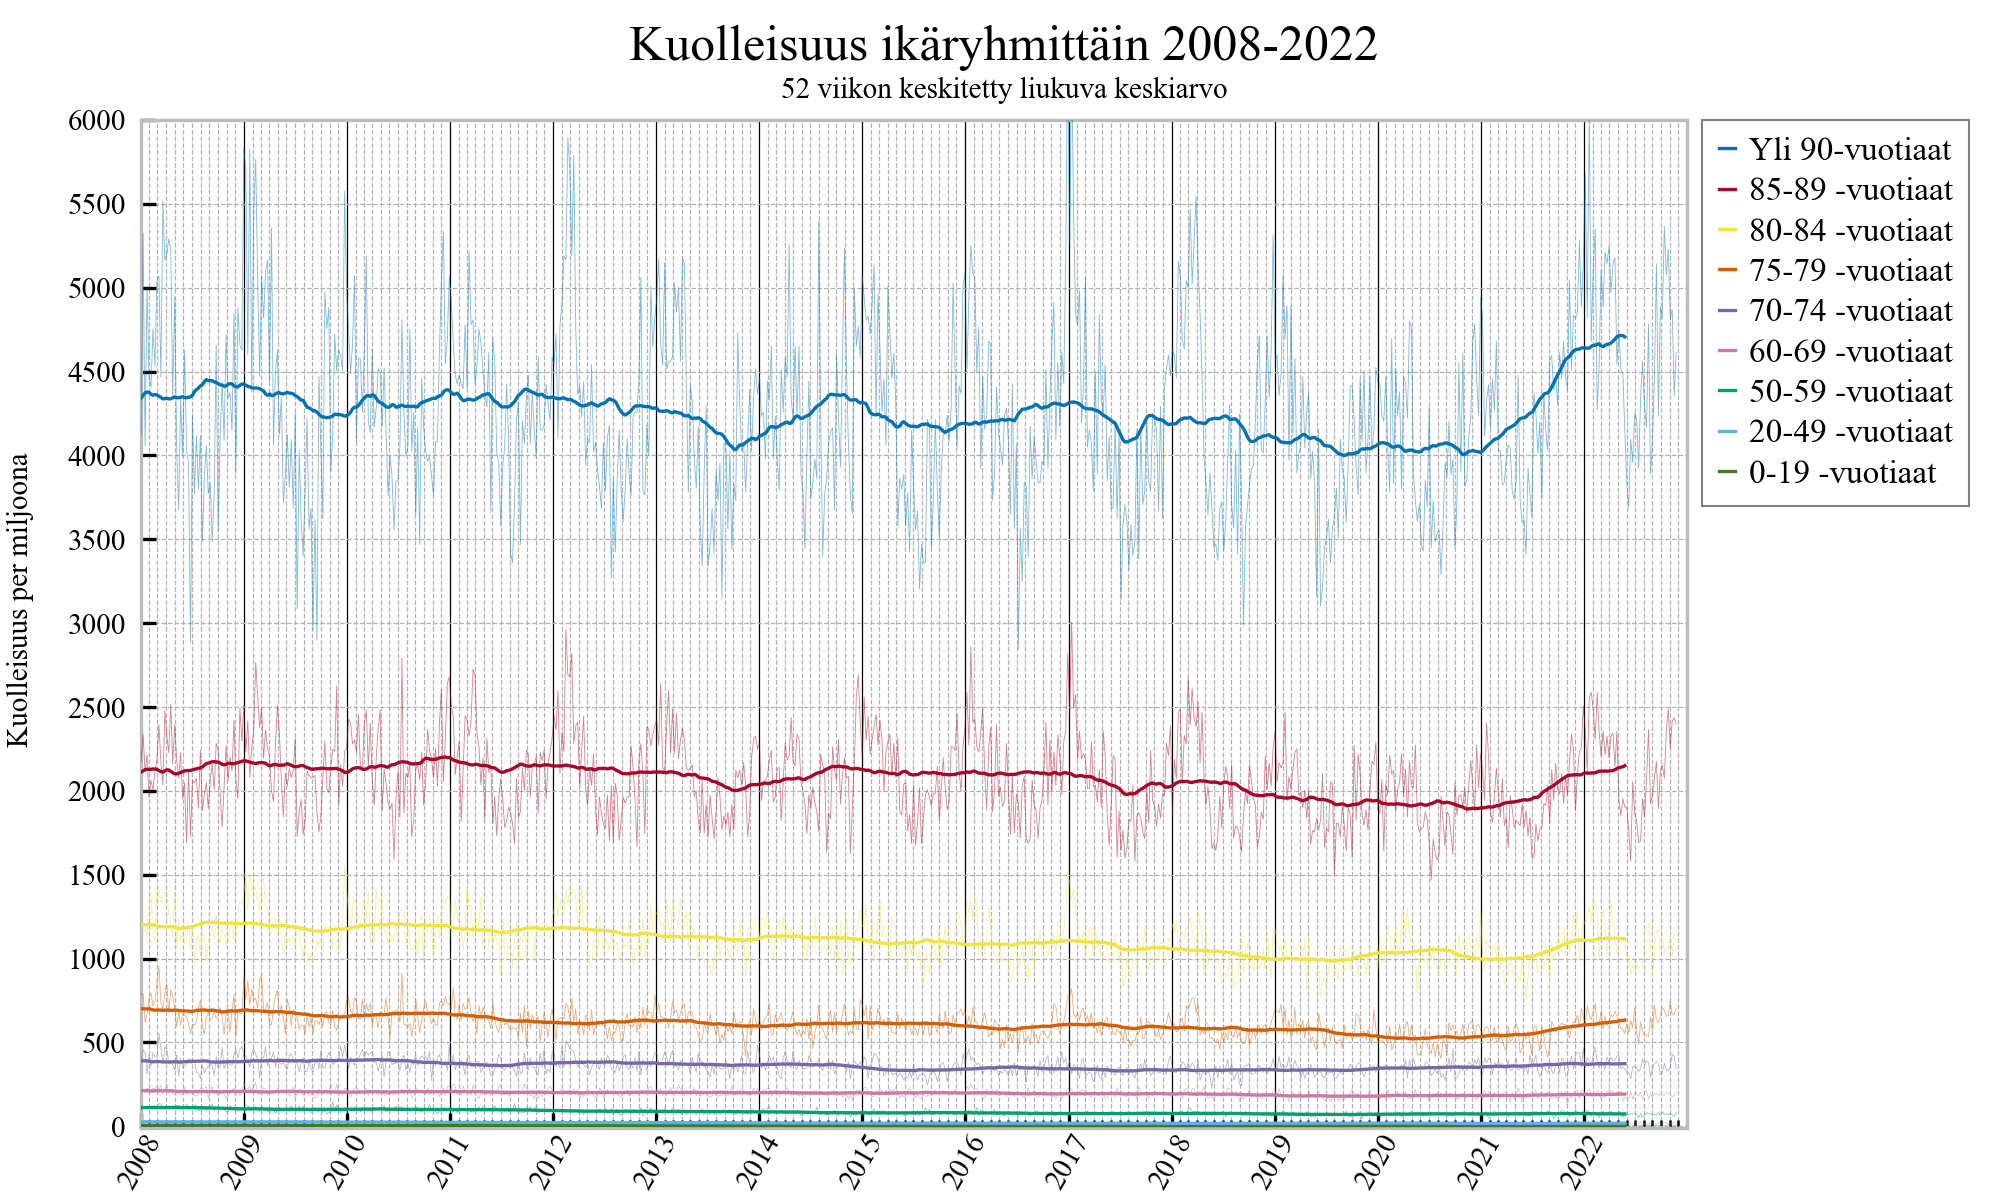 Kuolleisuus ikäryhmittäin 2008-2022
52 viikon keskitetty liukuva keskiarvo
Kuolleisuus per miljoona
6000
5500
5000
4500
4000
3500
3000
2500
2000
1500
1000
500
0
2008
2009
2010
2011
2012
2013
2014
2015
2016
2017
2018
2019
2020
2021
2022
Yli 90-vuotiaat
85-89 -vuotiaat
80-84 -vuotiaat
75-79 -vuotiaat
70-74 -vuotiaat
60-69 -vuotiaat
50-59 -vuotiaat
20-49 -vuotiaat
0-19 -vuotiaat